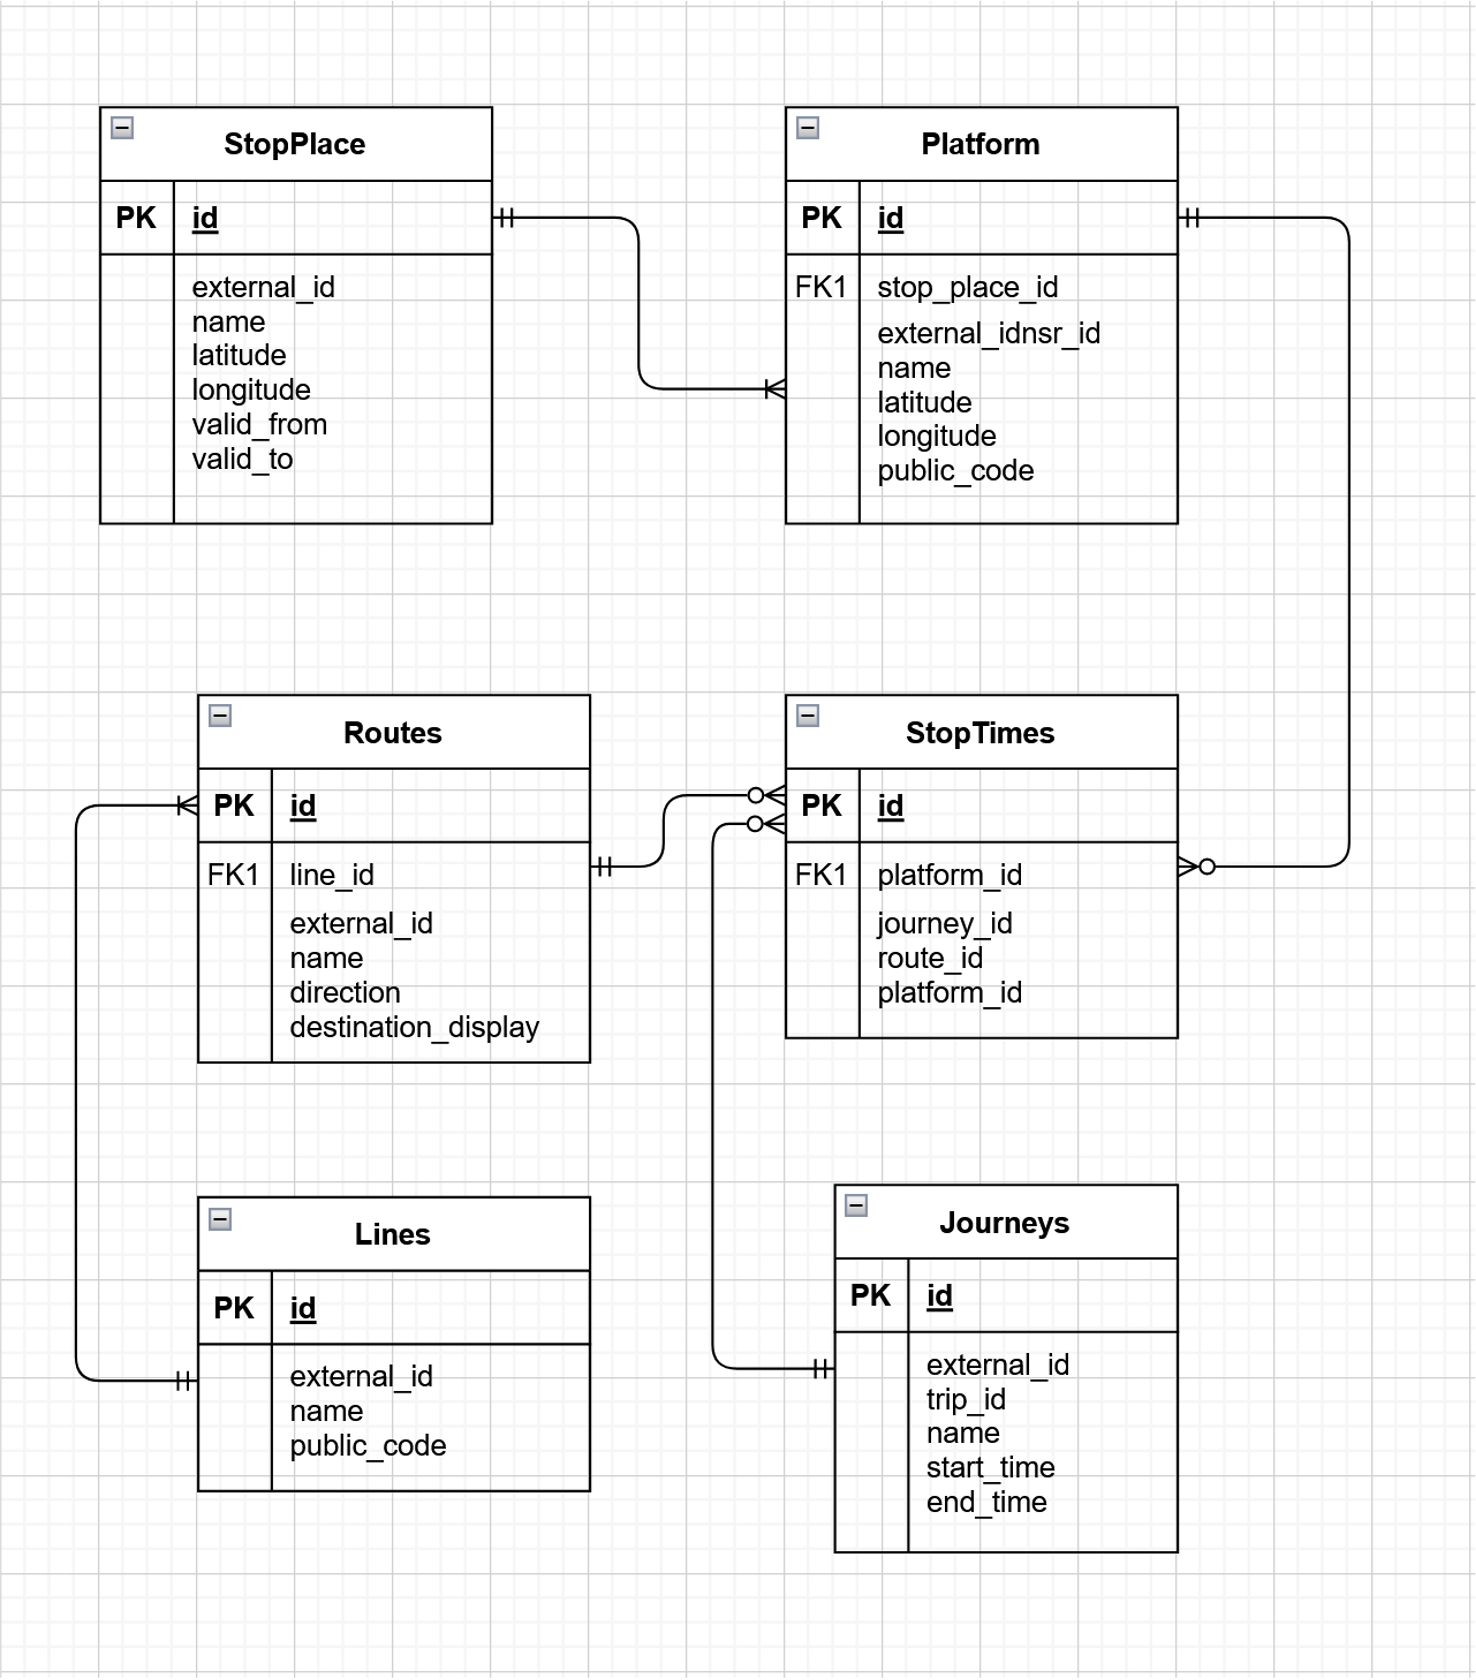 StopPlace
PK id
external_id
name
latitude
longitude
valid_from
valid_to
Platform
PK id
FK1 stop_place_id
external_idnsr_id
name
latitude
longitude
public_code
Routes
PK id
FK1 line_id
external_id
name
direction
destination_display
StopTimes
PK id
FK1 platform_id
journey_id
route_id
platform_id
Lines
PK id
external_id
name
public_code
Journeys
PK id
external_id
trip_id
name
start_time
end_time